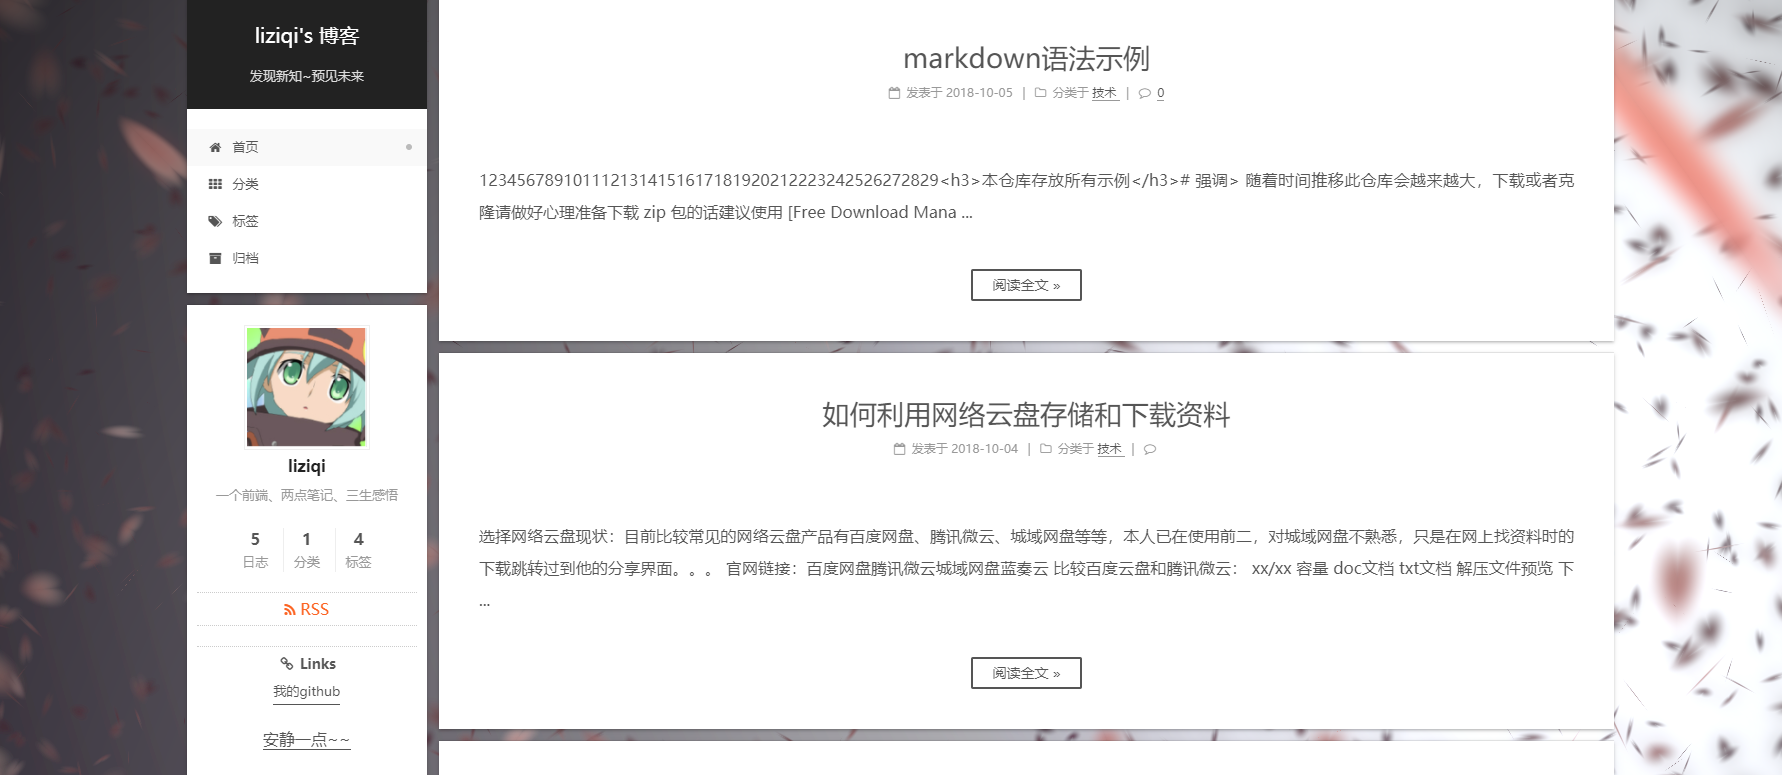 liziqi's 博客
发现新知~预见未来
首页
分类
标签
归档
liziqi
一个前端、两点笔记、三生感悟
5 1 4
日志 分类 标签
RSS
Links
我的github
安静一点~~
markdown语法示例
发表于 2018-10-05 | 分类于 技术 | 0
1234567891011121314151617181920212223242526272829<h3>本仓库存放所有示例</h3># 强调> 随着时间推移此仓库会越来越大，下载或者克
隆请做好心理准备下载 zip 包的话建议使用 [Free Download Mana ...
阅读全文 »
如何利用网络云盘存储和下载资料
发表于 2018-10-04 | 分类于 技术 |
选择网络云盘现状：目前比较常见的网络云盘产品有百度网盘、腾讯微云、城域网盘等等，本人已在使用前二，对城域网盘不熟悉，只是在网上找资料时的
下载跳转过到他的分享界面。。。 官网链接：百度网盘腾讯微云城域网盘蓝奏云 比较百度云盘和腾讯微云： xx/xx 容量 doc文档 txt文档 解压文件预览 下
...
阅读全文 »